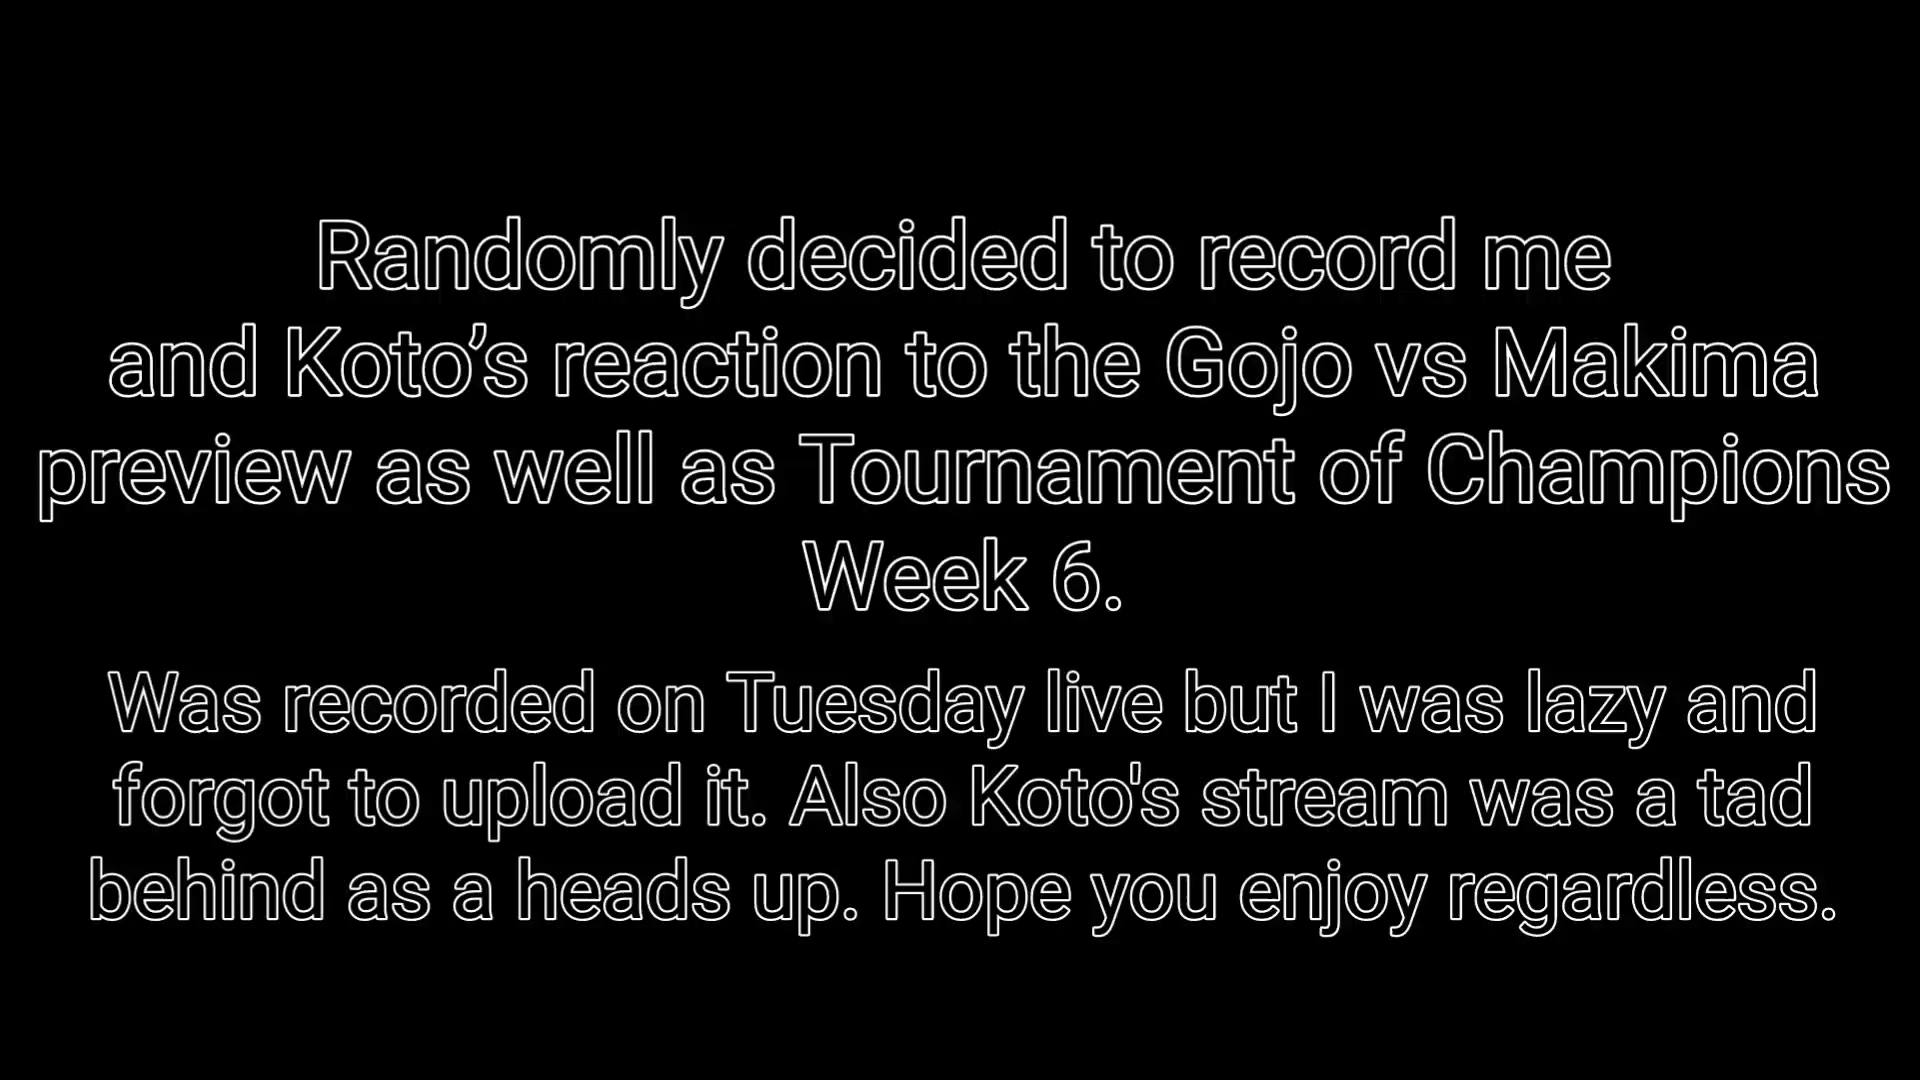 Randomly decided to record me
and Koto’s reaction to the Gojo vs Makima
preview as well as Tournament of Champions
Week 6.
Was recorded on Tuesday live but I was lazy and
forgot to upload it. Also Koto's stream was a tad
behind as a heads up. Hope you enjoy regardless.